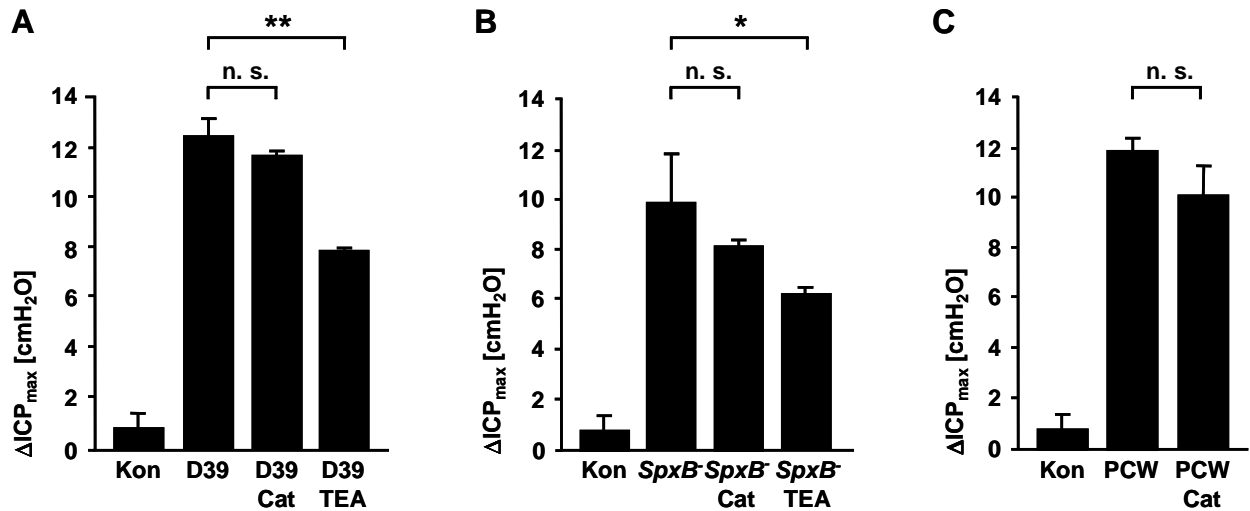 A
**
n. s.
14
12
10
8
6
4
2
0
ΔICPmax [cmH2O]
Kon D39 D39 D39
Cat TEA
B
*
n. s.
14
12
10
8
6
4
2
0
ΔICPmax [cmH2O]
Kon SpxB- SpxB- SpxB-
Cat TEA
C
n. s.
14
12
10
8
6
4
2
0
ΔICPmax [cmH2O]
Kon PCW PCW
Cat